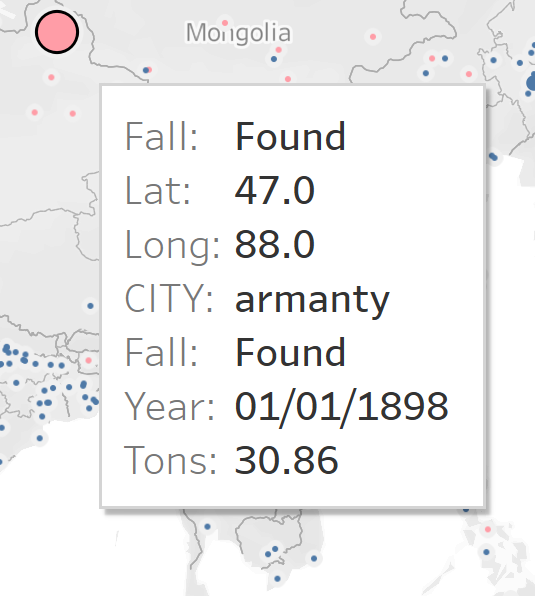 Mongolia
Fall: Found
Lat: 47.0
Long: 88.0
CITY: armanty
Fall: Found
Year: 01/01/1898
Tons: 30.86